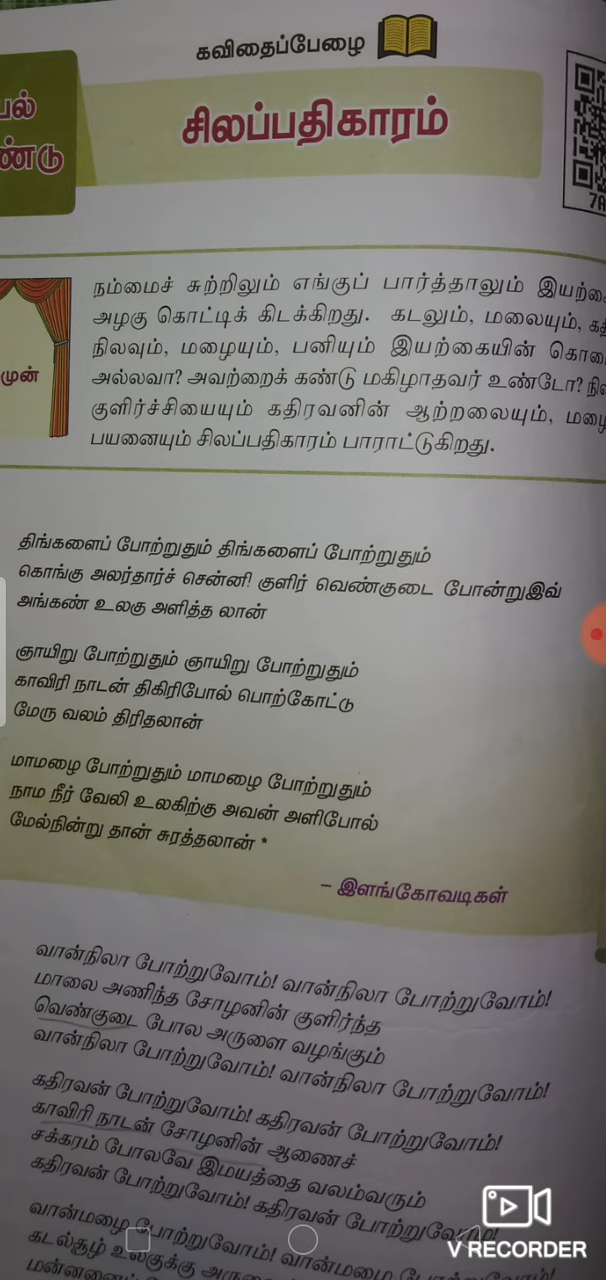 கவிதைப்பேழை
சிலப்பதிகாரம்
7A
நம்மைச் சுற்றிலும் எங்குப் பார்த்தாலும்
அழகு கொட்டிக் கிடக்கிறது. கடலும், மலையும்,
நிலவும், மழையும், பனியும் இயற்கையின்
முன்
அல்லவா? அவற்றைக் கண்டு மகிழாதவர் உண்டோ?
குளிர்ச்சியையும் கதிரவனின் ஆற்றலையும்,
பயனையும் சிலப்பதிகாரம் பாராட்டுகிறது.
திங்களைப் போற்றுதும் திங்களைப் போற்றுதும்
கொங்கு அலர்தார்ச் சென்னி குளிர் வெண்குடை போன்றுஇவ்
அங்கண் உலகு அளித்த லான்
ஞாயிறு போற்றுதும் ஞாயிறு போற்றுதும்
காவிரி நாடன் திகிரிபோல் பொற்கோட்டு
மேரு வலம் திரிதலான்
மாமழை போற்றுதும் மாமழை போற்றுதும்
நாம நீர் வேலி உலகிற்கு அவன் அளிபோல்
மேல்நின்று தான் சுரத்தலான் *
– இளங்கோவடிகள்
வான்நிலா போற்றுவோம்! வான்நிலா போற்றுவோம்!
மாலை அணிந்த சோழனின் குளிர்ந்த
வெண்குடை போல அருளை வழங்கும்
வான்நிலா போற்றுவோம்! வான்நிலா போற்றுவோம்!
கதிரவன் போற்றுவோம்! கதிரவன் போற்றுவோம்!
காவிரி நாடன் சோழனின் ஆணைச்
சக்கரம் போலவே இமயத்தை வலம்வரும்
கதிரவன் போற்றுவோம்! கதிரவன் போற்றுவோம்!
வான்மழை போற்றுவோம்! வான்மழை போற்றுவோம்!
கடல்சூழ் உலகுக்கு
V RECORDER